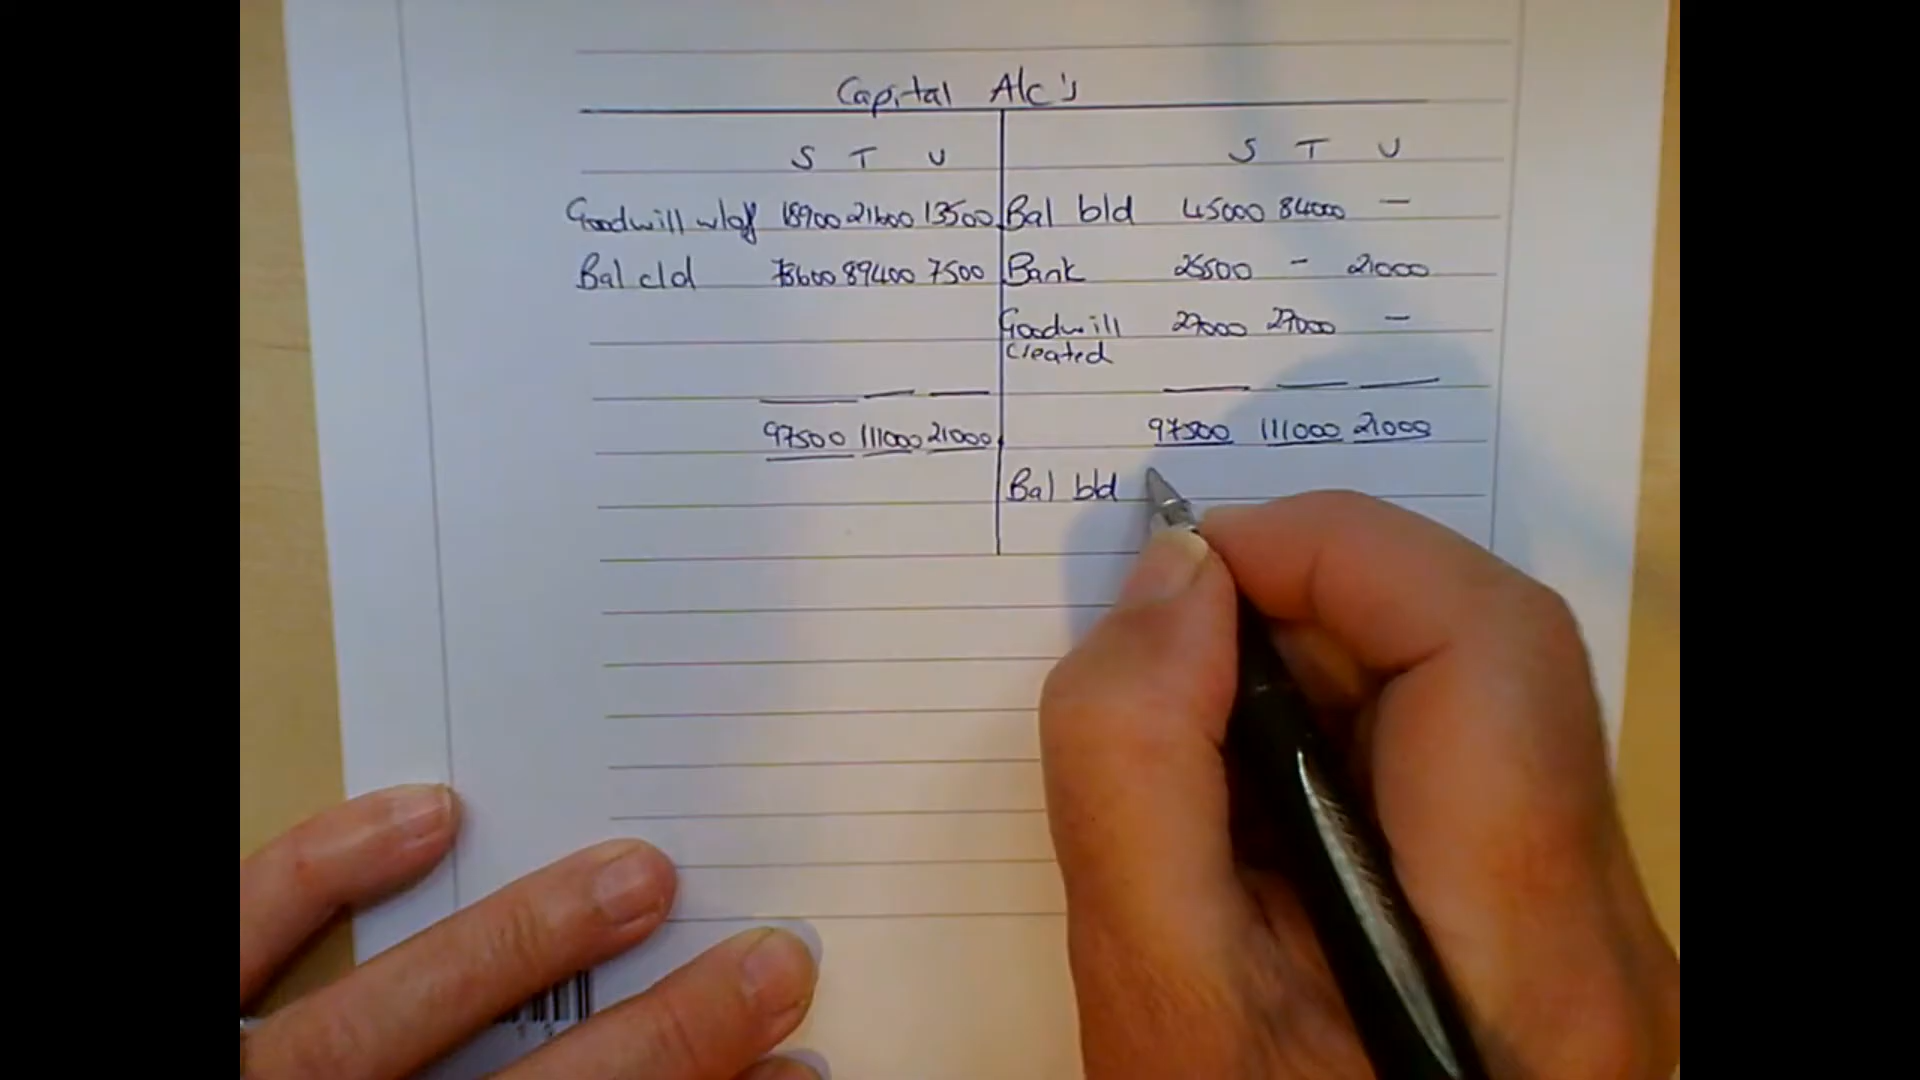 Capital A/c's
S T U S T U
Goodwill w/off 18900 21600 13500 Bal b/d 45000 84000 —
Bal c/d 78600 89400 7500 Bank 25500 - 21000
Goodwill 27000 27000 —
created
97500 111000 21000 97500 111000 21000
Bal b/d